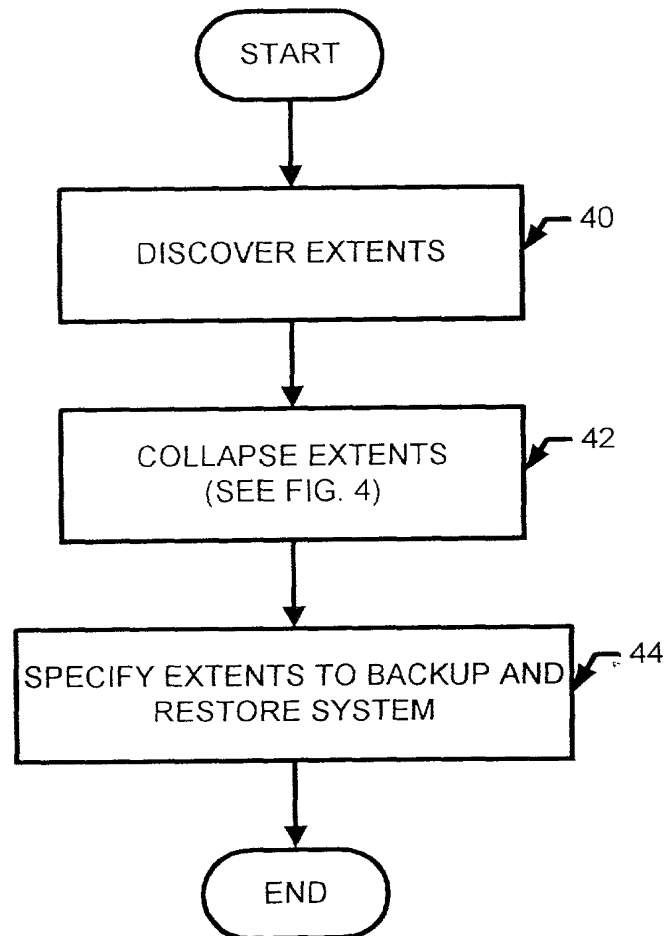 START
DISCOVER EXTENTS
40
COLLAPSE EXTENTS
(SEE FIG. 4)
42
SPECIFY EXTENTS TO BACKUP AND
RESTORE SYSTEM
44
END